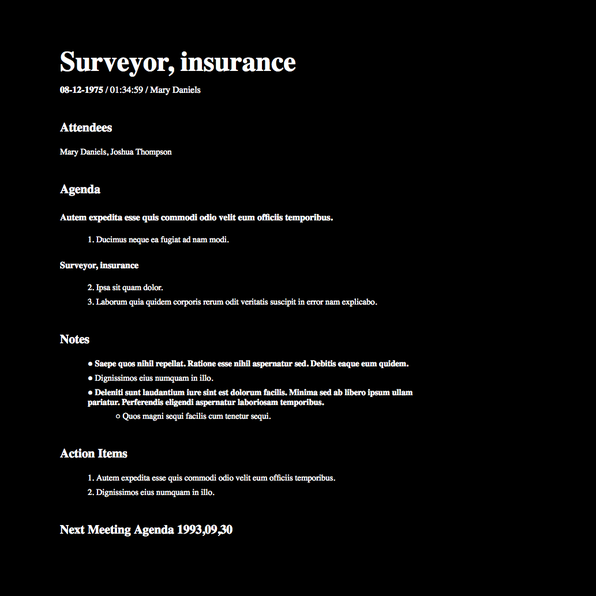 Surveyor, insurance
08-12-1975 / 01:34:59 / Mary Daniels
Attendees
Mary Daniels, Joshua Thompson
Agenda
Autem expedita esse quis commodi odio velit eum officiis temporibus.
1. Ducimus neque ea fugiat ad nam modi.
Surveyor, insurance
2. Ipsa sit quam dolor.
3. Laborum quia quidem corporis rerum odit veritatis suscipit in error nam explicabo.
Notes
● Saepe quos nihil repellat. Ratione esse nihil aspernatur sed. Debitis eaque eum quidem.
● Dignissimos eius numquam in illo.
● Deleniti sunt laudantium iure sint est dolorum facilis. Minima sed ab libero ipsum ullam
pariatur. Perferendis eligendi aspernatur laboriosam temporibus.
○ Quos magni sequi facilis cum tenetur sequi.
Action Items
1. Autem expedita esse quis commodi odio velit eum officiis temporibus.
2. Dignissimos eius numquam in illo.
Next Meeting Agenda 1993,09,30